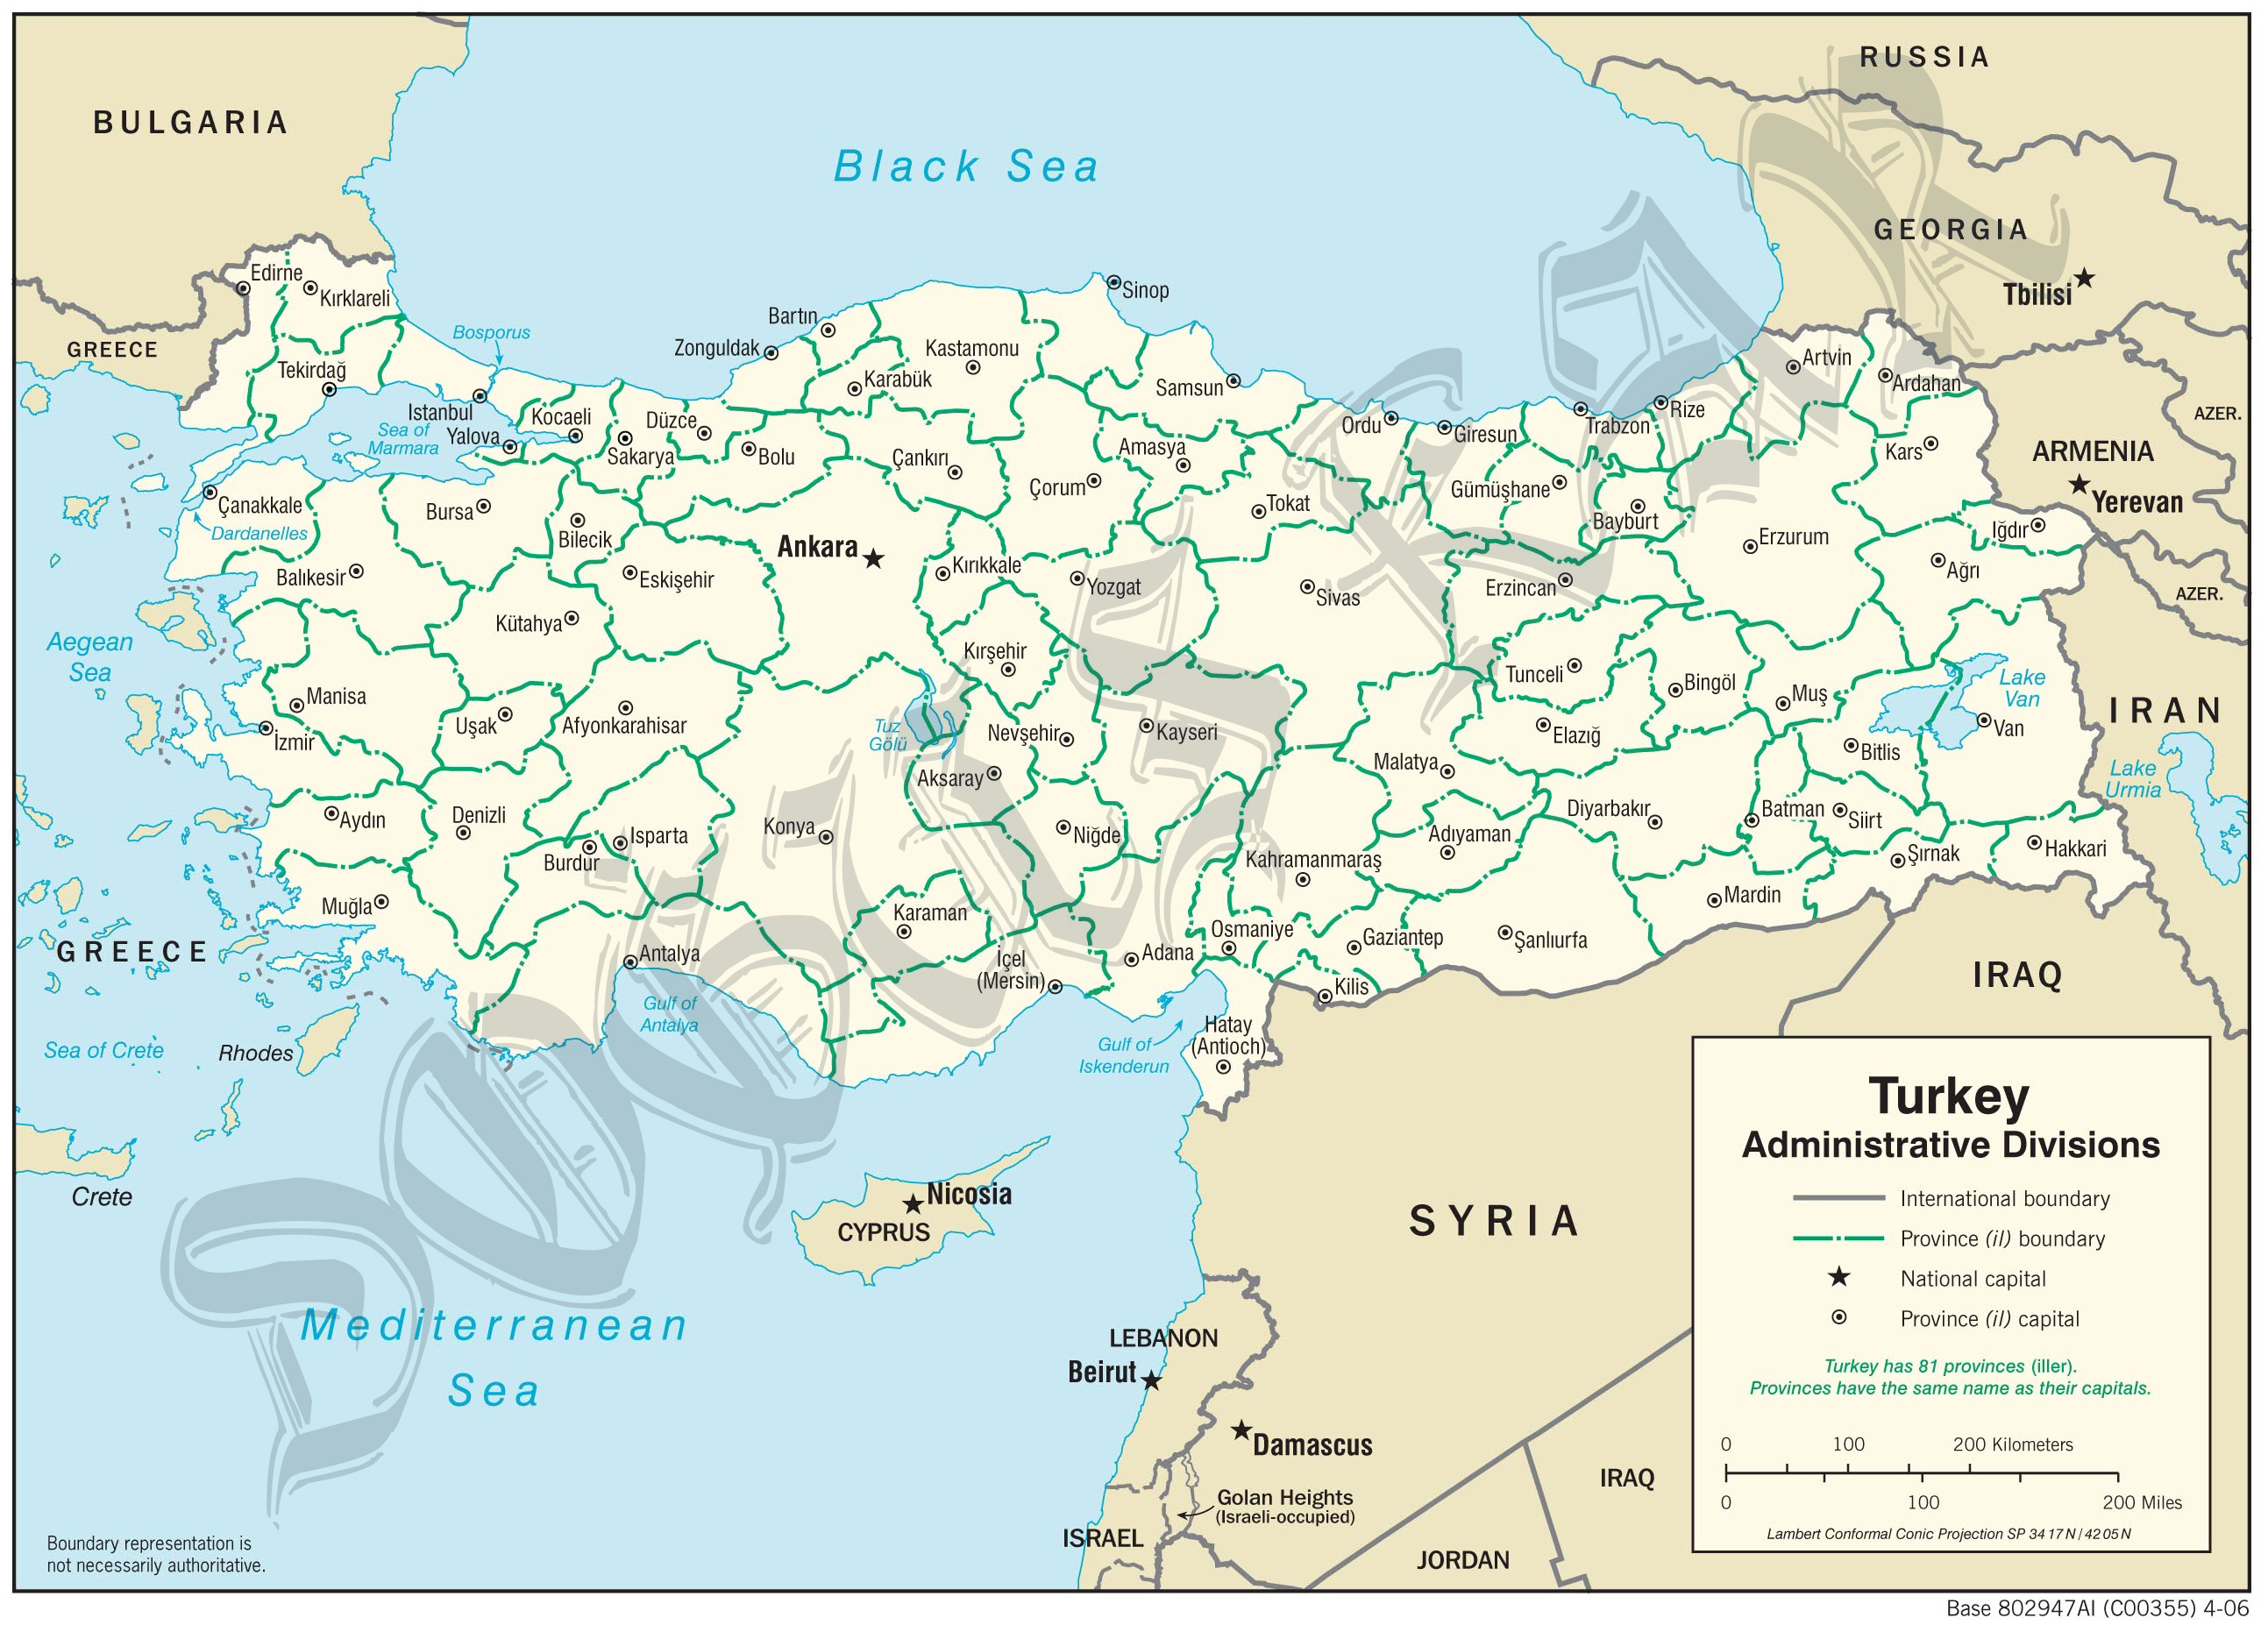 RUSSIA
BULGARIA
Black Sea
GEORGIA
Tbilisi
Edirne
Kırklareli
Sinop
Bartın
Bosporus
GREECE
Zonguldak
Kastamonu
Artvin
Tekirdağ
Karabük
Samsun
Ardahan
AZER.
Istanbul
Kocaeli
Düzce
Ordu
Giresun
Trabzon
Rize
Sea of
Marmara
Yalova
Sakarya
Bolu
Çankırı
Amasya
Kars
ARMENIA
Çorum
Gümüşhane
Yerevan
Çanakkale
Bursa
Tokat
Bayburt
Iğdır
Dardanelles
Bilecik
Ankara
Erzurum
Balıkesir
Eskişehir
Kırıkkale
Yozgat
Erzincan
Ağrı
AZER.
Sivas
Kütahya
Aegean
Sea
Kırşehir
Tunceli
Bingöl
Muş
Lake
Van
Manisa
Uşak
Afyonkarahisar
IRAN
İzmir
Tuz
Gölü
Nevşehir
Kayseri
Elazığ
Van
Bitlis
Malatya
Aksaray
Lake
Urmia
Aydın
Denizli
Konya
Niğde
Adıyaman
Diyarbakır
Batman
Siirt
Isparta
Burdur
Kahramanmaraş
Şırnak
Hakkari
Muğla
Karaman
Mardin
GREECE
Antalya
İçel
(Mersin)
Adana
Osmaniye
Gaziantep
Şanlıurfa
Kilis
IRAQ
Gulf of
Antalya
Hatay
(Antioch)
Sea of Crete
Rhodes
Gulf of
Iskenderun
Crete
Nicosia
CYPRUS
SYRIA
Mediterranean
Sea
LEBANON
Beirut
Damascus
Golan Heights
(Israeli-occupied)
ISRAEL
JORDAN
IRAQ
Turkey
Administrative Divisions
International boundary
Province (il) boundary
National capital
Province (il) capital
Turkey has 81 provinces (iller).
Provinces have the same name as their capitals.
0 100 200 Kilometers
0 100 200 Miles
Lambert Conformal Conic Projection SP 34 17 N / 42 05 N
Boundary representation is
not necessarily authoritative.
Base 802947AI (C00355) 4-06